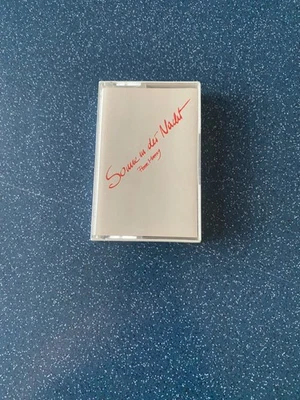 Sonne in der Nacht